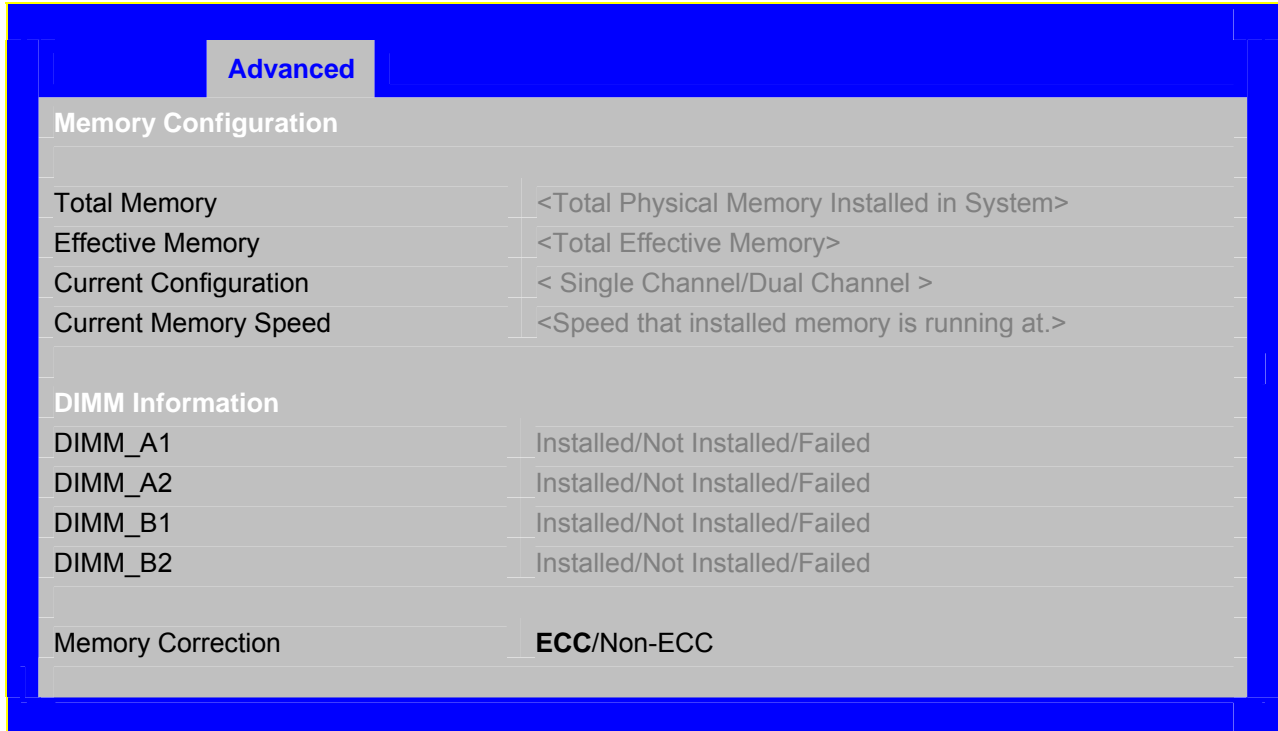 Advanced
Memory Configuration
Total Memory <Total Physical Memory Installed in System>
Effective Memory <Total Effective Memory>
Current Configuration < Single Channel/Dual Channel >
Current Memory Speed <Speed that installed memory is running at.>
DIMM Information
DIMM_A1 Installed/Not Installed/Failed
DIMM_A2 Installed/Not Installed/Failed
DIMM_B1 Installed/Not Installed/Failed
DIMM_B2 Installed/Not Installed/Failed
Memory Correction ECC/Non-ECC